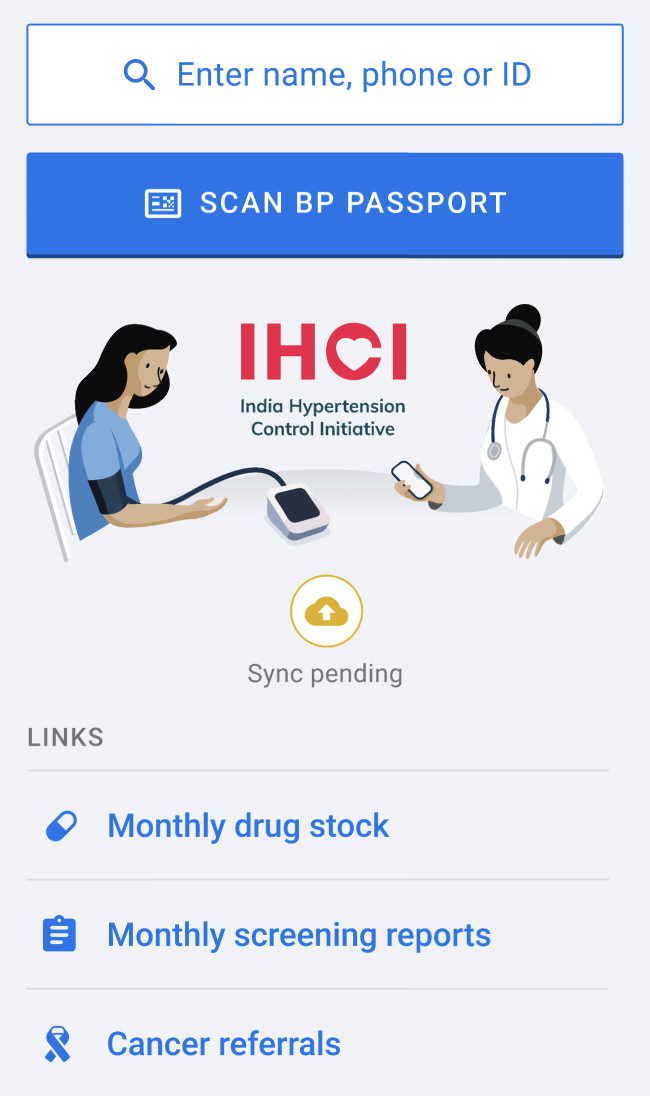 Enter name, phone or ID
SCAN BP PASSPORT
IHCI
India Hypertension
Control Initiative
Sync pending
LINKS
Monthly drug stock
Monthly screening reports
Cancer referrals